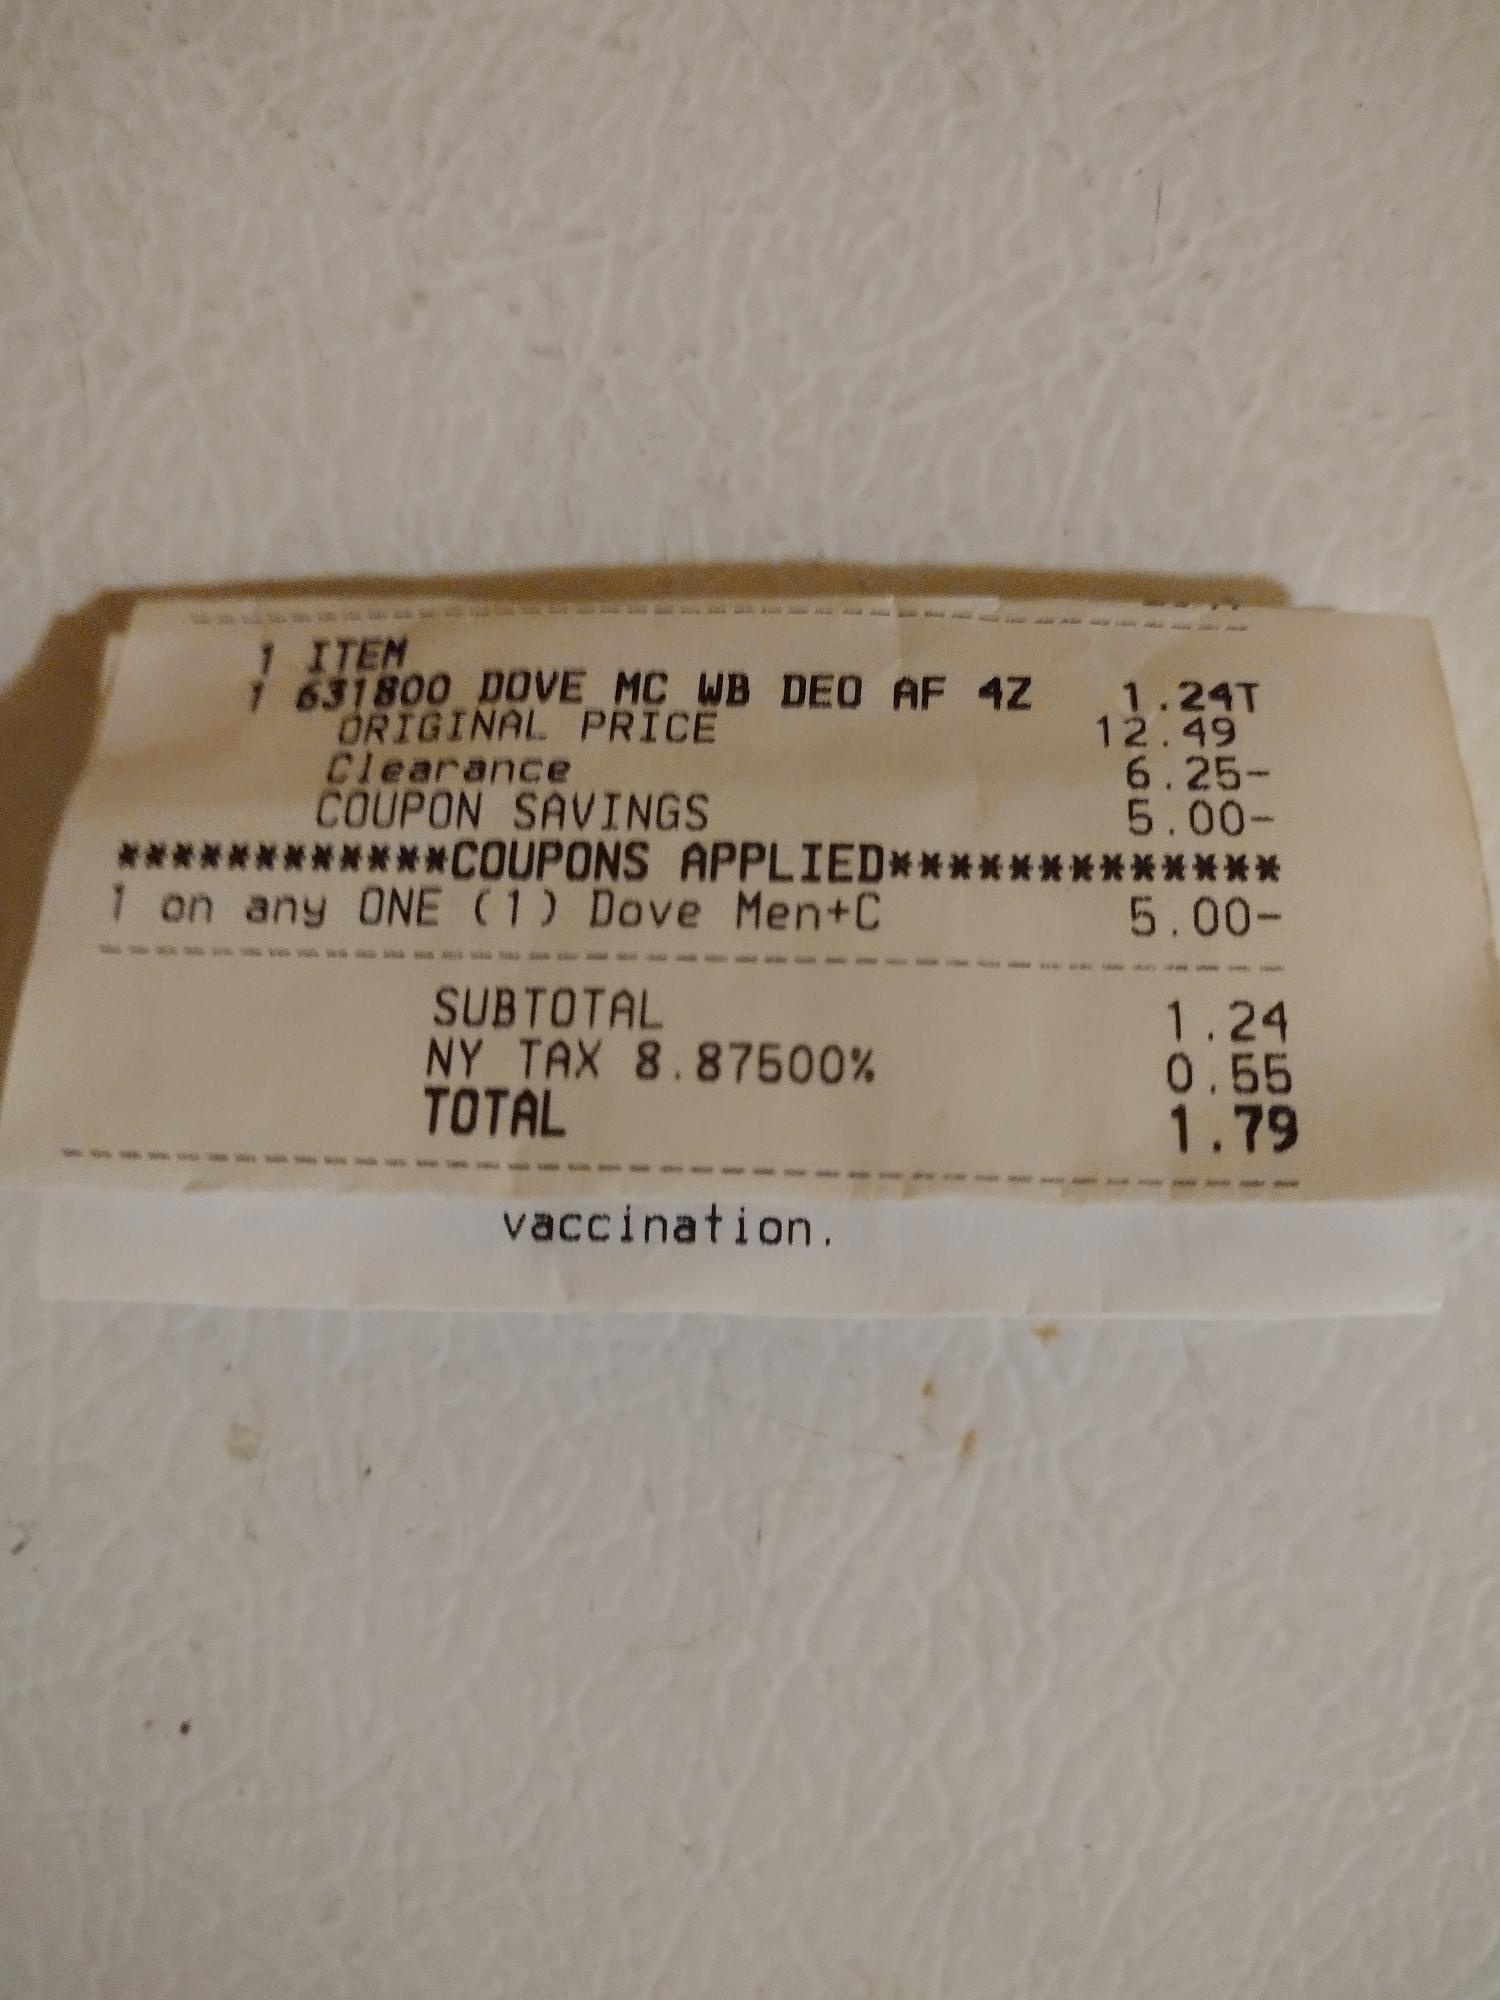 1 ITEM
1 631800 DOVE MC WB DEO AF 4Z 1.24T
ORIGINAL PRICE 12.49
Clearance 6.25-
COUPON SAVINGS 5.00-
************COUPONS APPLIED*************
1 on any ONE (1) Dove Men+C 5.00-
SUBTOTAL 1.24
NY TAX 8.87500% 0.55
TOTAL 1.79
vaccination.